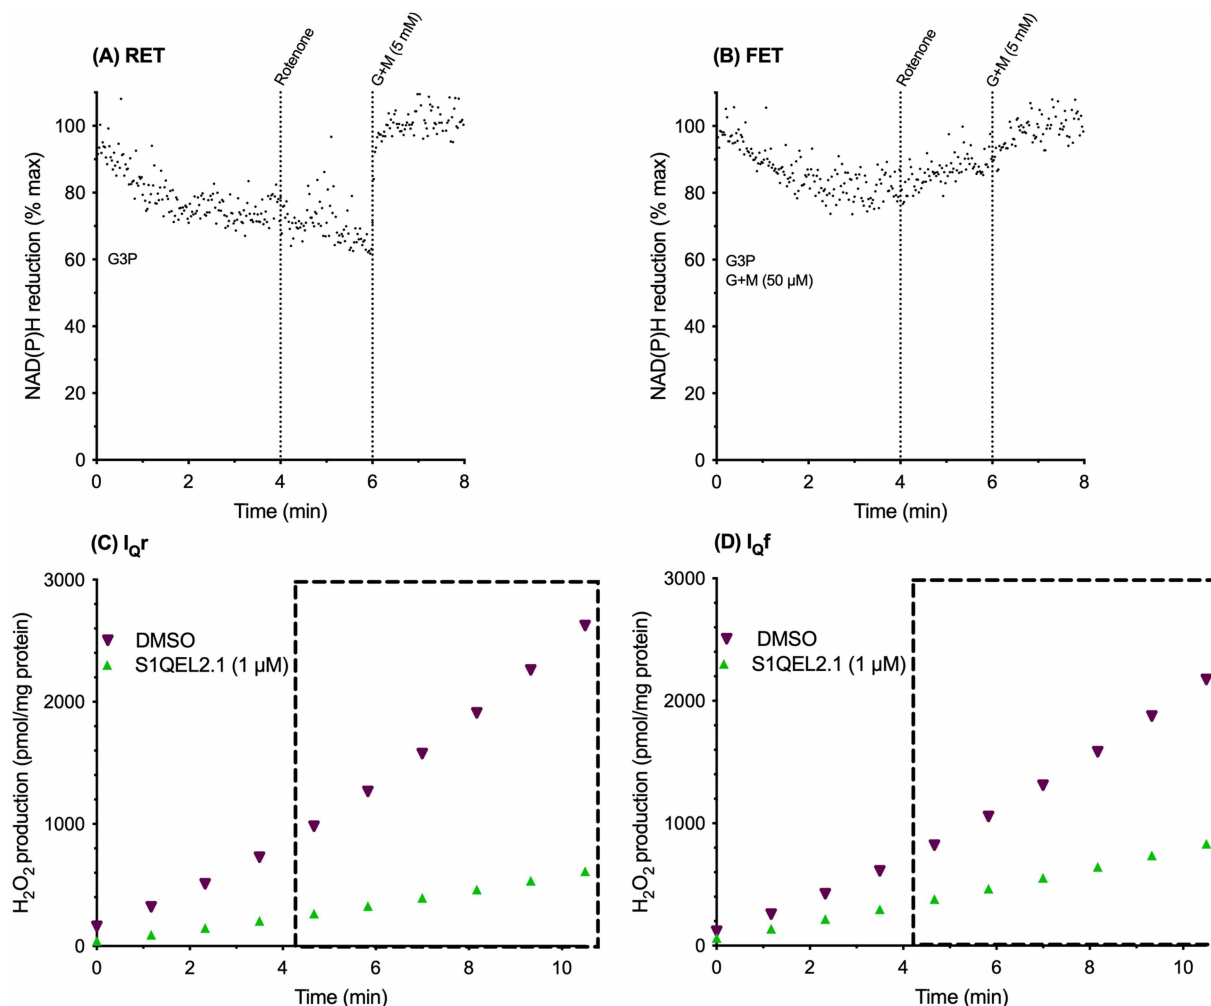 (A) RET
Rotenone
G+M (5 mM)
NAD(P)H reduction (% max)
100
80
60
40
20
0
G3P
0 2 4 6 8
Time (min)
(B) FET
Rotenone
G+M (5 mM)
NAD(P)H reduction (% max)
100
80
60
40
20
0
G3P
G+M (50 µM)
0 2 4 6 8
Time (min)
(C) IQr
H2O2 production (pmol/mg protein)
3000
2000
1000
0
DMSO
S1QEL2.1 (1 µM)
0 2 4 6 8 10
Time (min)
(D) IQf
H2O2 production (pmol/mg protein)
3000
2000
1000
0
DMSO
S1QEL2.1 (1 µM)
0 2 4 6 8 10
Time (min)